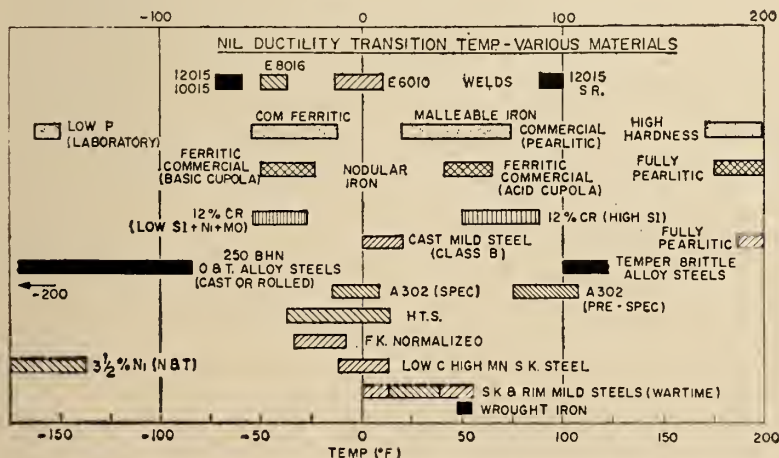 -100 0 100 200
NIL DUCTILITY TRANSITION TEMP-VARIOUS MATERIALS
E8016
12015
10015
E6010
WELDS
12015
S R.
LOW P
(LABORATORY)
COM FERRITIC
MALLEABLE IRON
COMMERCIAL
(PEARLITIC)
HIGH
HARDNESS
FERRITIC
COMMERCIAL
(BASIC CUPOLA)
NODULAR
IRON
FERRITIC
COMMERCIAL
(ACID CUPOLA)
FULLY
PEARLITIC
12% CR
(LOW SI + NI + MO)
12% CR (HIGH SI)
CAST MILD STEEL
(CLASS B)
FULLY
PEARLITIC
250 BHN
Q & T. ALLOY STEELS
(CAST OR ROLLED)
TEMPER BRITTLE
ALLOY STEELS
-200
A302 (SPEC)
A302
(PRE-SPEC)
H.T.S.
F.K. NORMALIZED
3 1/2 % NI (N & T)
LOW C HIGH MN S K. STEEL
SK & RIM MILD STEELS (WARTIME)
WROUGHT IRON
-150 -100 -50 0 50 100 150 200
TEMP (°F)